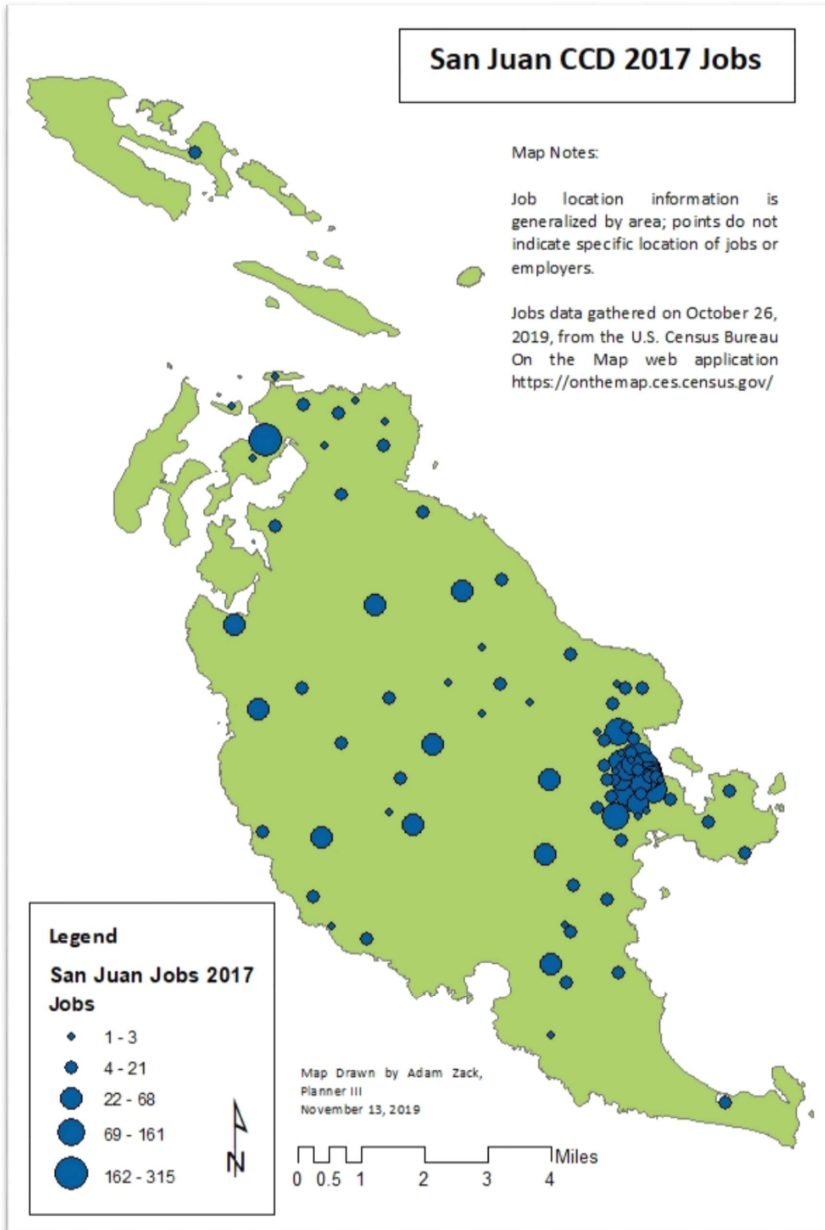 San Juan CCD 2017 Jobs
Map Notes:
Job location information is
generalized by area; points do not
indicate specific location of jobs or
employers.
Jobs data gathered on October 26,
2019, from the U.S. Census Bureau
On the Map web application
https://onthemap.ces.census.gov/
Legend
San Juan Jobs 2017
Jobs
1 - 3
4 - 21
22 - 68
69 - 161
162 - 315
N
Map Drawn by Adam Zack,
Planner III
November 13, 2019
Miles
0 0.5 1 2 3 4